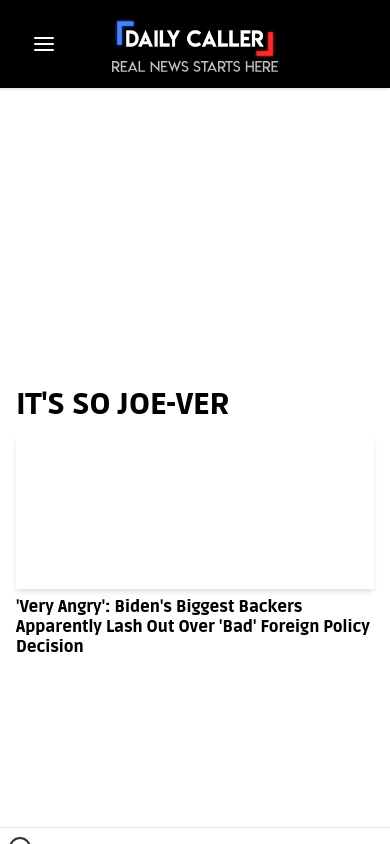 DAILY CALLER
REAL NEWS STARTS HERE
IT'S SO JOE-VER
'Very Angry': Biden's Biggest Backers
Apparently Lash Out Over 'Bad' Foreign Policy
Decision